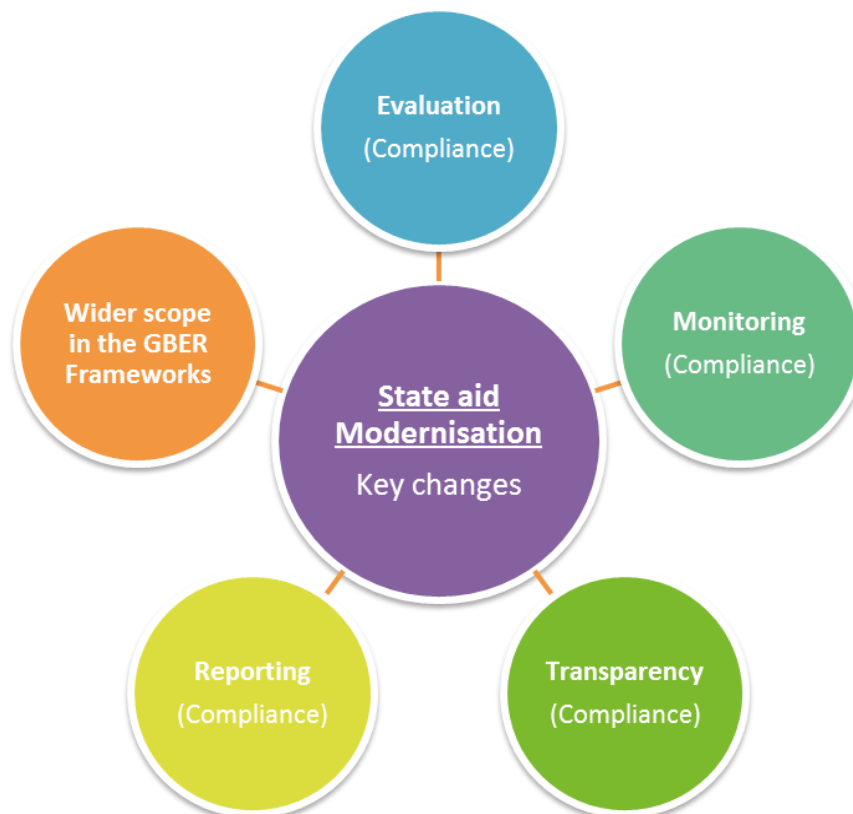 Evaluation
(Compliance)
Wider scope
in the GBER
Frameworks
Monitoring
(Compliance)
State aid
Modernisation
Key changes
Reporting
(Compliance)
Transparency
(Compliance)